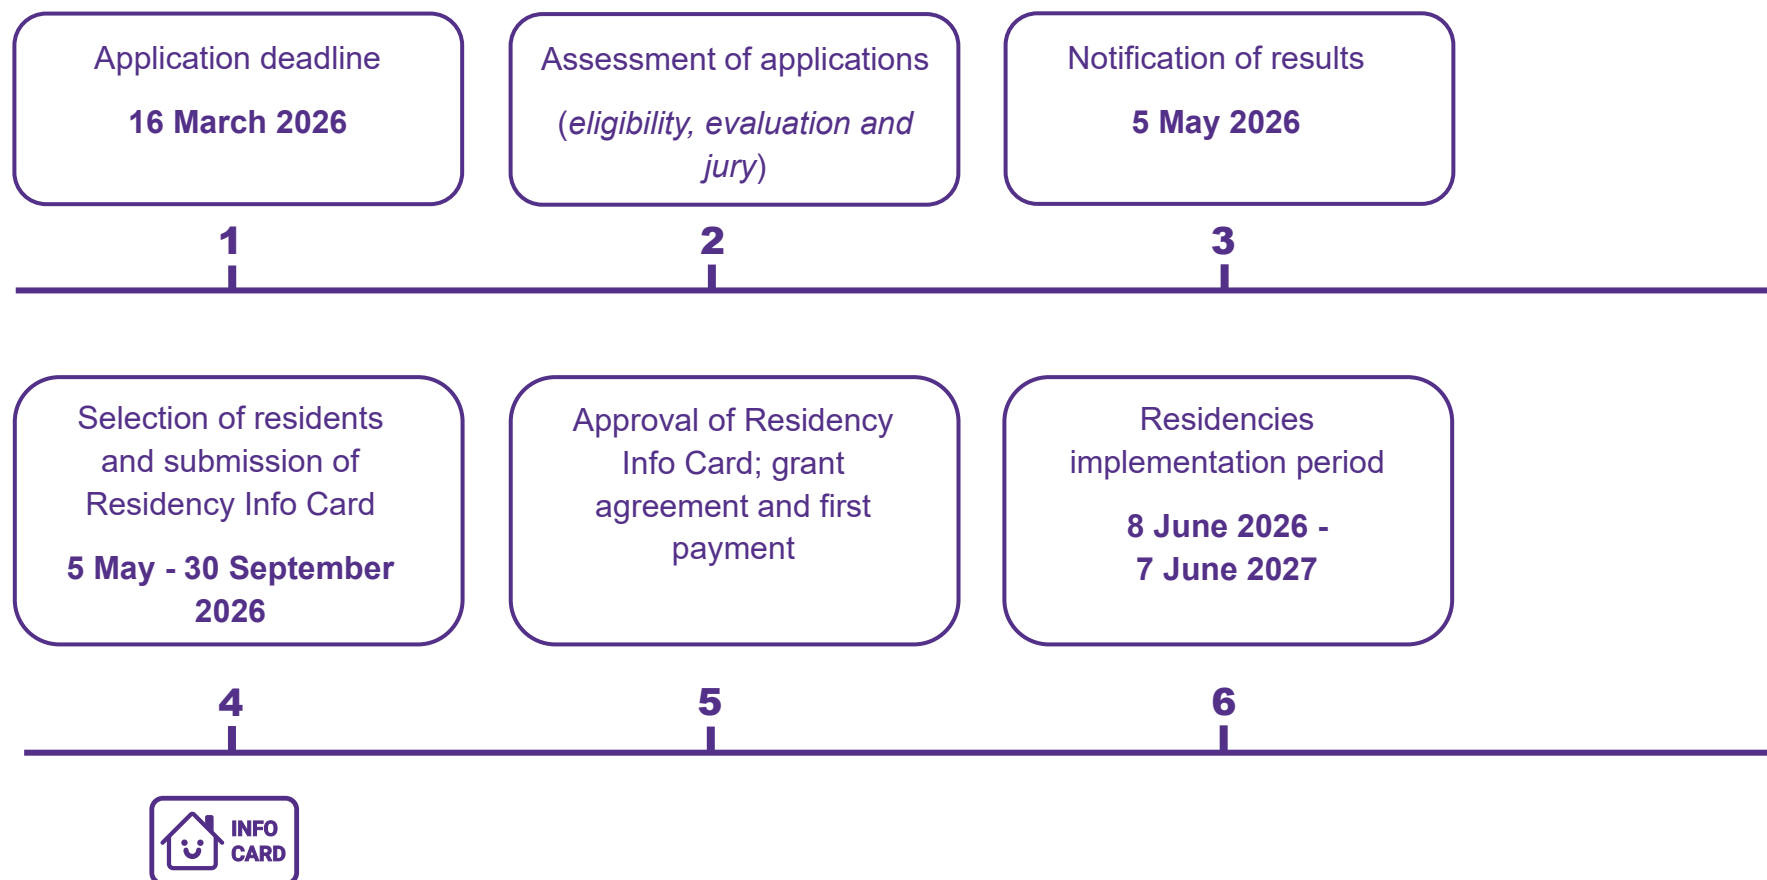 Application deadline
16 March 2026
1
Assessment of applications
(eligibility, evaluation and
jury)
2
Notification of results
5 May 2026
3
Selection of residents
and submission of
Residency Info Card
5 May - 30 September
2026
4
Approval of Residency
Info Card; grant
agreement and first
payment
5
Residencies
implementation period
8 June 2026 -
7 June 2027
6
INFO
CARD